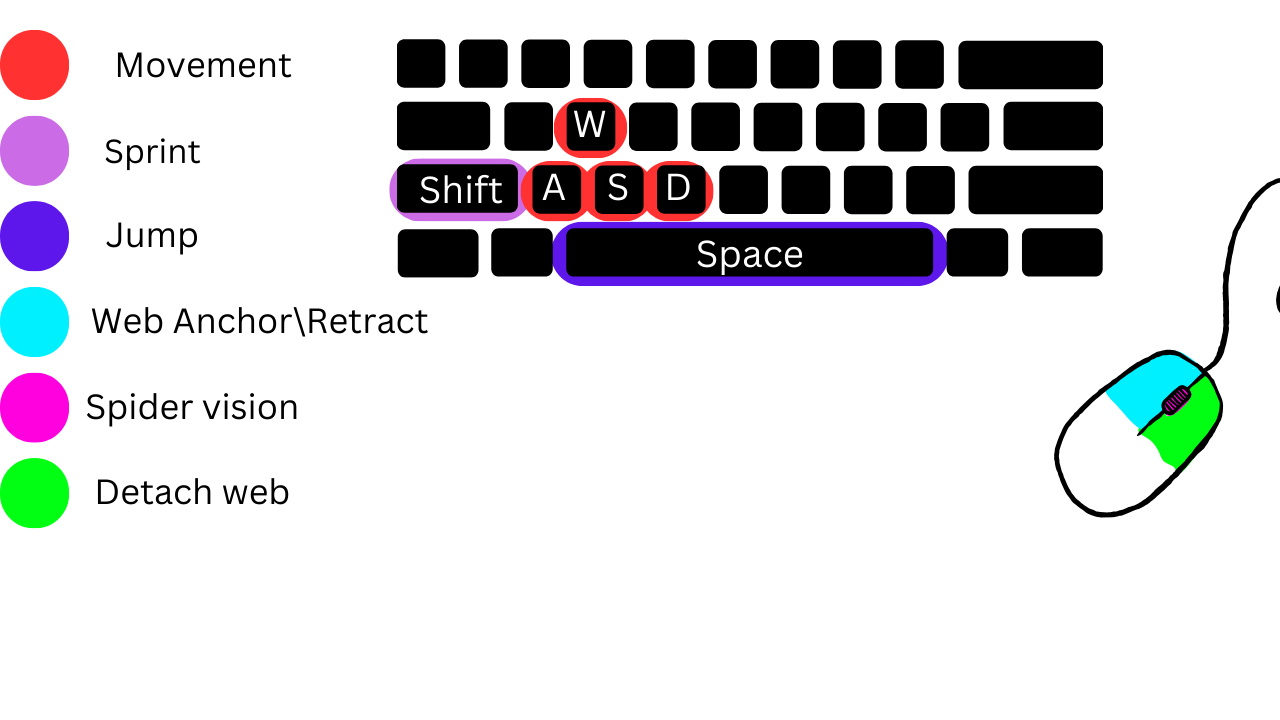 Movement
Sprint
Jump
Web Anchor\Retract
Spider vision
Detach web
W
Shift
A
S
D
Space